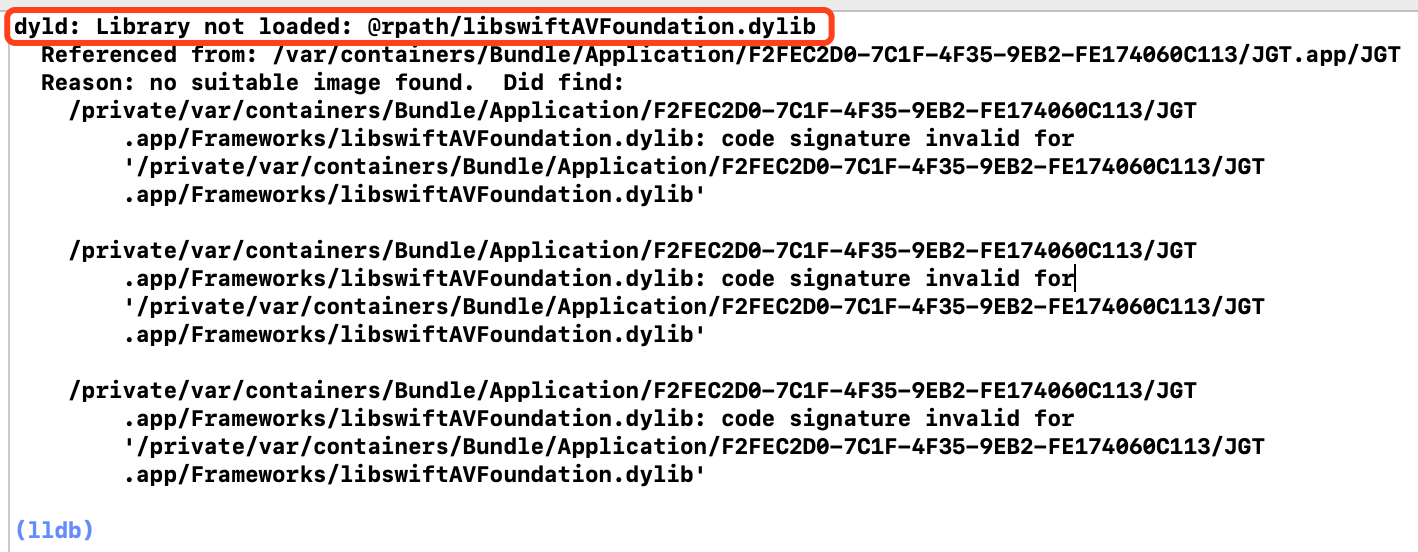 dyld: Library not loaded: @rpath/libswiftAVFoundation.dylib
Referenced from: /var/containers/Bundle/Application/F2FEC2D0-7C1F-4F35-9EB2-FE174060C113/JGT.app/JGT
Reason: no suitable image found.  Did find:
/private/var/containers/Bundle/Application/F2FEC2D0-7C1F-4F35-9EB2-FE174060C113/JGT
.app/Frameworks/libswiftAVFoundation.dylib: code signature invalid for
'/private/var/containers/Bundle/Application/F2FEC2D0-7C1F-4F35-9EB2-FE174060C113/JGT
.app/Frameworks/libswiftAVFoundation.dylib'
/private/var/containers/Bundle/Application/F2FEC2D0-7C1F-4F35-9EB2-FE174060C113/JGT
.app/Frameworks/libswiftAVFoundation.dylib: code signature invalid for
'/private/var/containers/Bundle/Application/F2FEC2D0-7C1F-4F35-9EB2-FE174060C113/JGT
.app/Frameworks/libswiftAVFoundation.dylib'
/private/var/containers/Bundle/Application/F2FEC2D0-7C1F-4F35-9EB2-FE174060C113/JGT
.app/Frameworks/libswiftAVFoundation.dylib: code signature invalid for
'/private/var/containers/Bundle/Application/F2FEC2D0-7C1F-4F35-9EB2-FE174060C113/JGT
.app/Frameworks/libswiftAVFoundation.dylib'
(lldb)